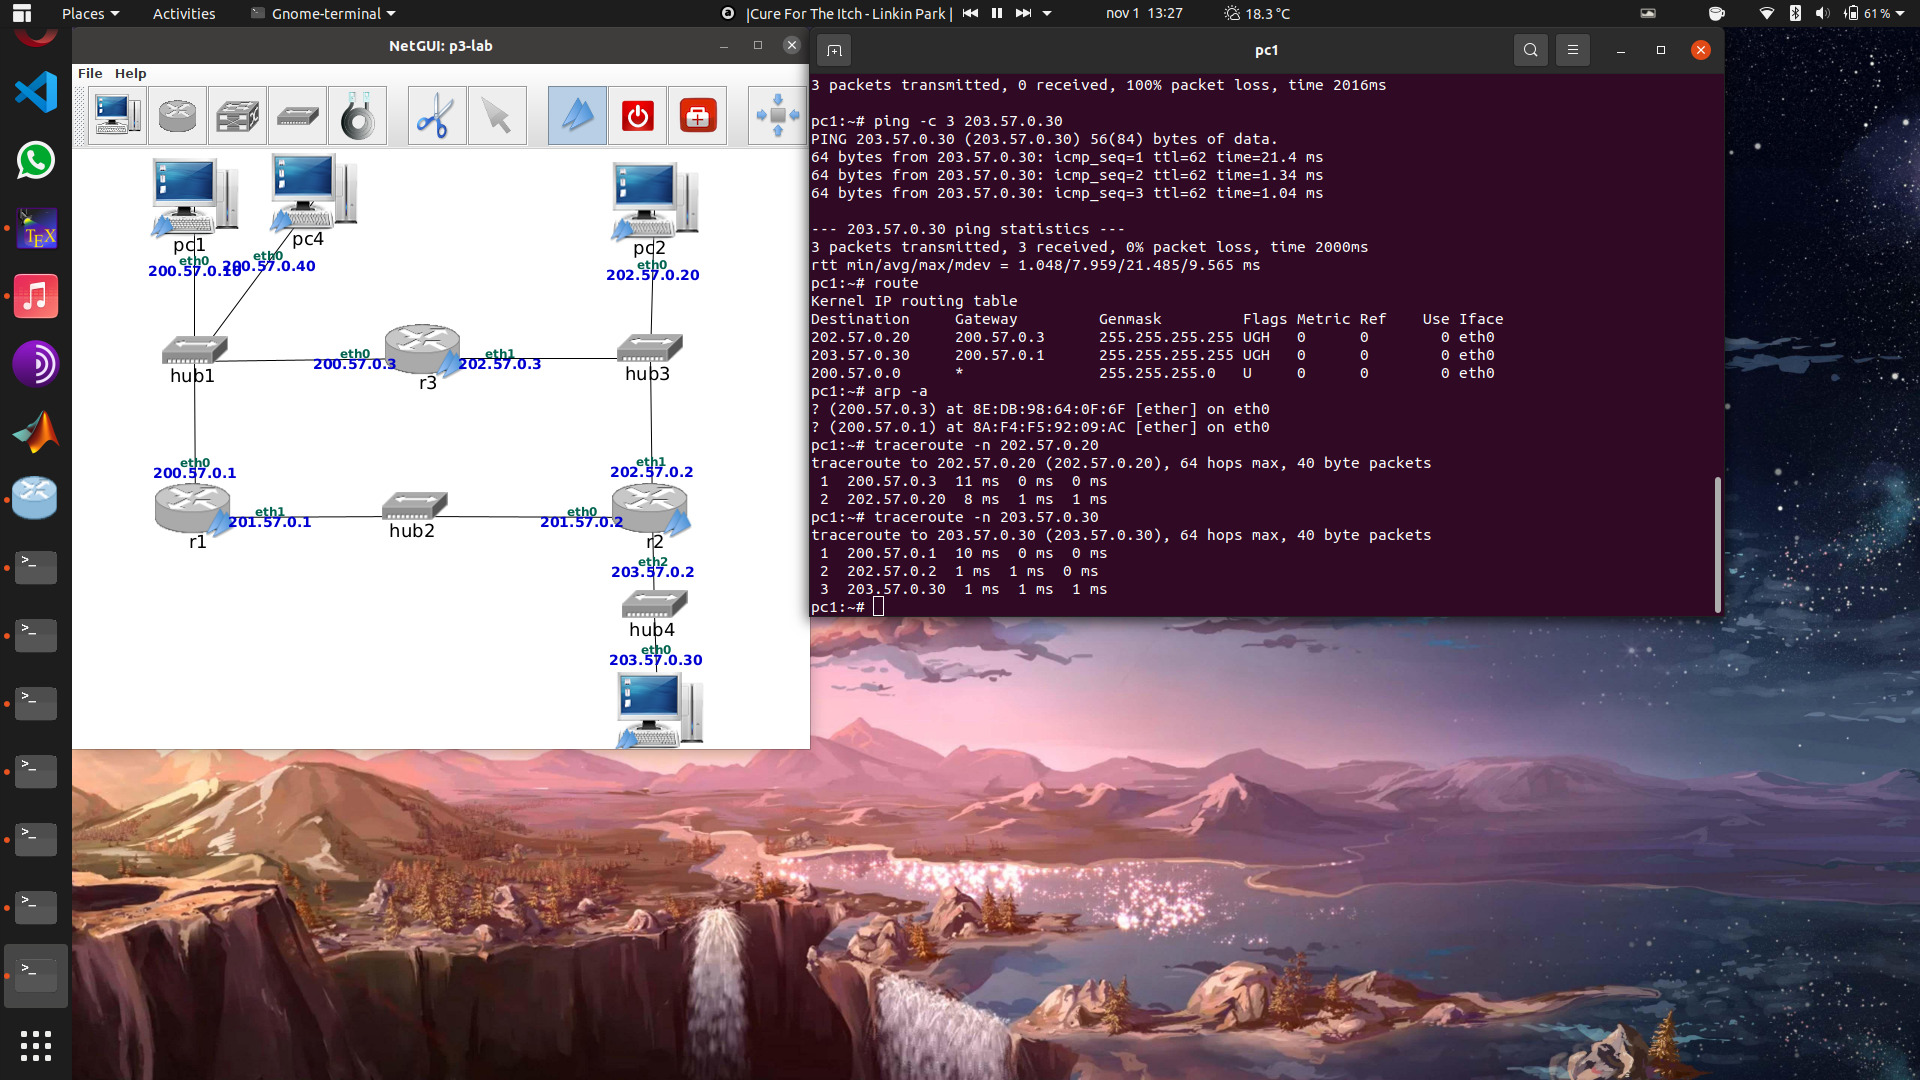 Places
Activities
Gnome-terminal
|Cure For The Itch - Linkin Park |
nov 1 13:27
18.3 °C
61 %
NetGUI: p3-lab
File Help
pc1
pc4
pc2
eth0
200.57.0.10
eth0
200.57.0.40
eth0
202.57.0.20
hub1
eth0
200.57.0.3
r3
eth1
202.57.0.3
hub3
eth0
200.57.0.1
r1
eth1
201.57.0.1
hub2
eth0
201.57.0.2
eth1
202.57.0.2
r2
eth2
203.57.0.2
hub4
eth0
203.57.0.30
TEX
pc1
3 packets transmitted, 0 received, 100% packet loss, time 2016ms
pc1:~# ping -c 3 203.57.0.30
PING 203.57.0.30 (203.57.0.30) 56(84) bytes of data.
64 bytes from 203.57.0.30: icmp_seq=1 ttl=62 time=21.4 ms
64 bytes from 203.57.0.30: icmp_seq=2 ttl=62 time=1.34 ms
64 bytes from 203.57.0.30: icmp_seq=3 ttl=62 time=1.04 ms
--- 203.57.0.30 ping statistics ---
3 packets transmitted, 3 received, 0% packet loss, time 2000ms
rtt min/avg/max/mdev = 1.048/7.959/21.485/9.565 ms
pc1:~# route
Kernel IP routing table
Destination Gateway Genmask Flags Metric Ref Use Iface
202.57.0.20 200.57.0.3 255.255.255.255 UGH 0 0 0 eth0
203.57.0.30 200.57.0.1 255.255.255.255 UGH 0 0 0 eth0
200.57.0.0 * 255.255.255.0 U 0 0 0 eth0
pc1:~# arp -a
? (200.57.0.3) at 8E:DB:98:64:0F:6F [ether] on eth0
? (200.57.0.1) at 8A:F4:F5:92:09:AC [ether] on eth0
pc1:~# traceroute -n 202.57.0.20
traceroute to 202.57.0.20 (202.57.0.20), 64 hops max, 40 byte packets
1 200.57.0.3 11 ms 0 ms 0 ms
2 202.57.0.20 8 ms 1 ms 1 ms
pc1:~# traceroute -n 203.57.0.30
traceroute to 203.57.0.30 (203.57.0.30), 64 hops max, 40 byte packets
1 200.57.0.1 10 ms 0 ms 0 ms
2 202.57.0.2 1 ms 1 ms 0 ms
3 203.57.0.30 1 ms 1 ms 1 ms
pc1:~#